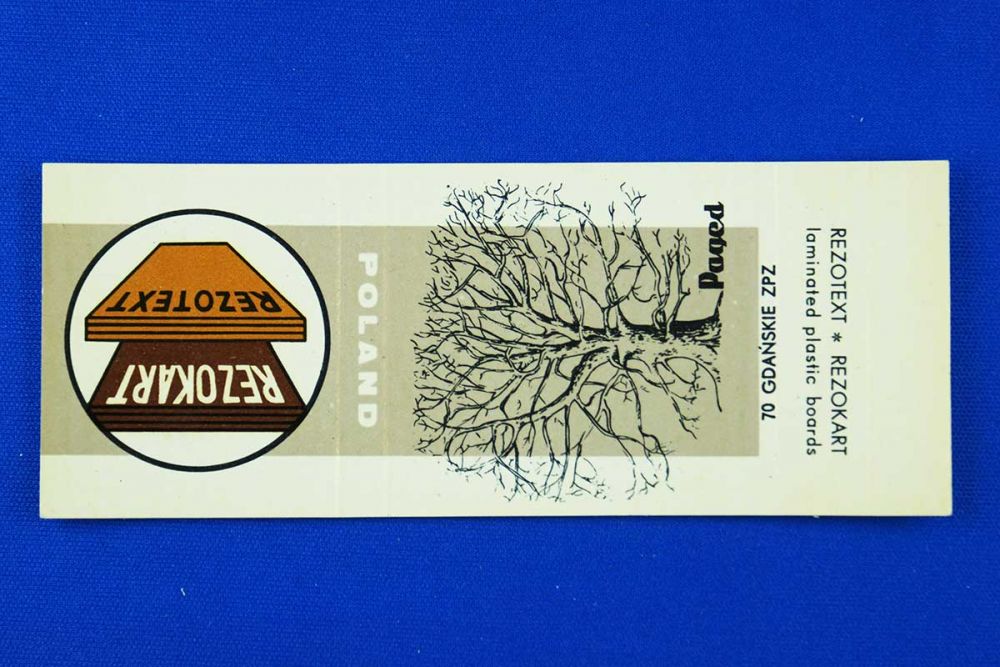 REZOTEXT
REZOKART
POLAND
Paged
70 GDAŃSKIE ZPZ
REZOTEXT * REZOKART
laminated plastic boards